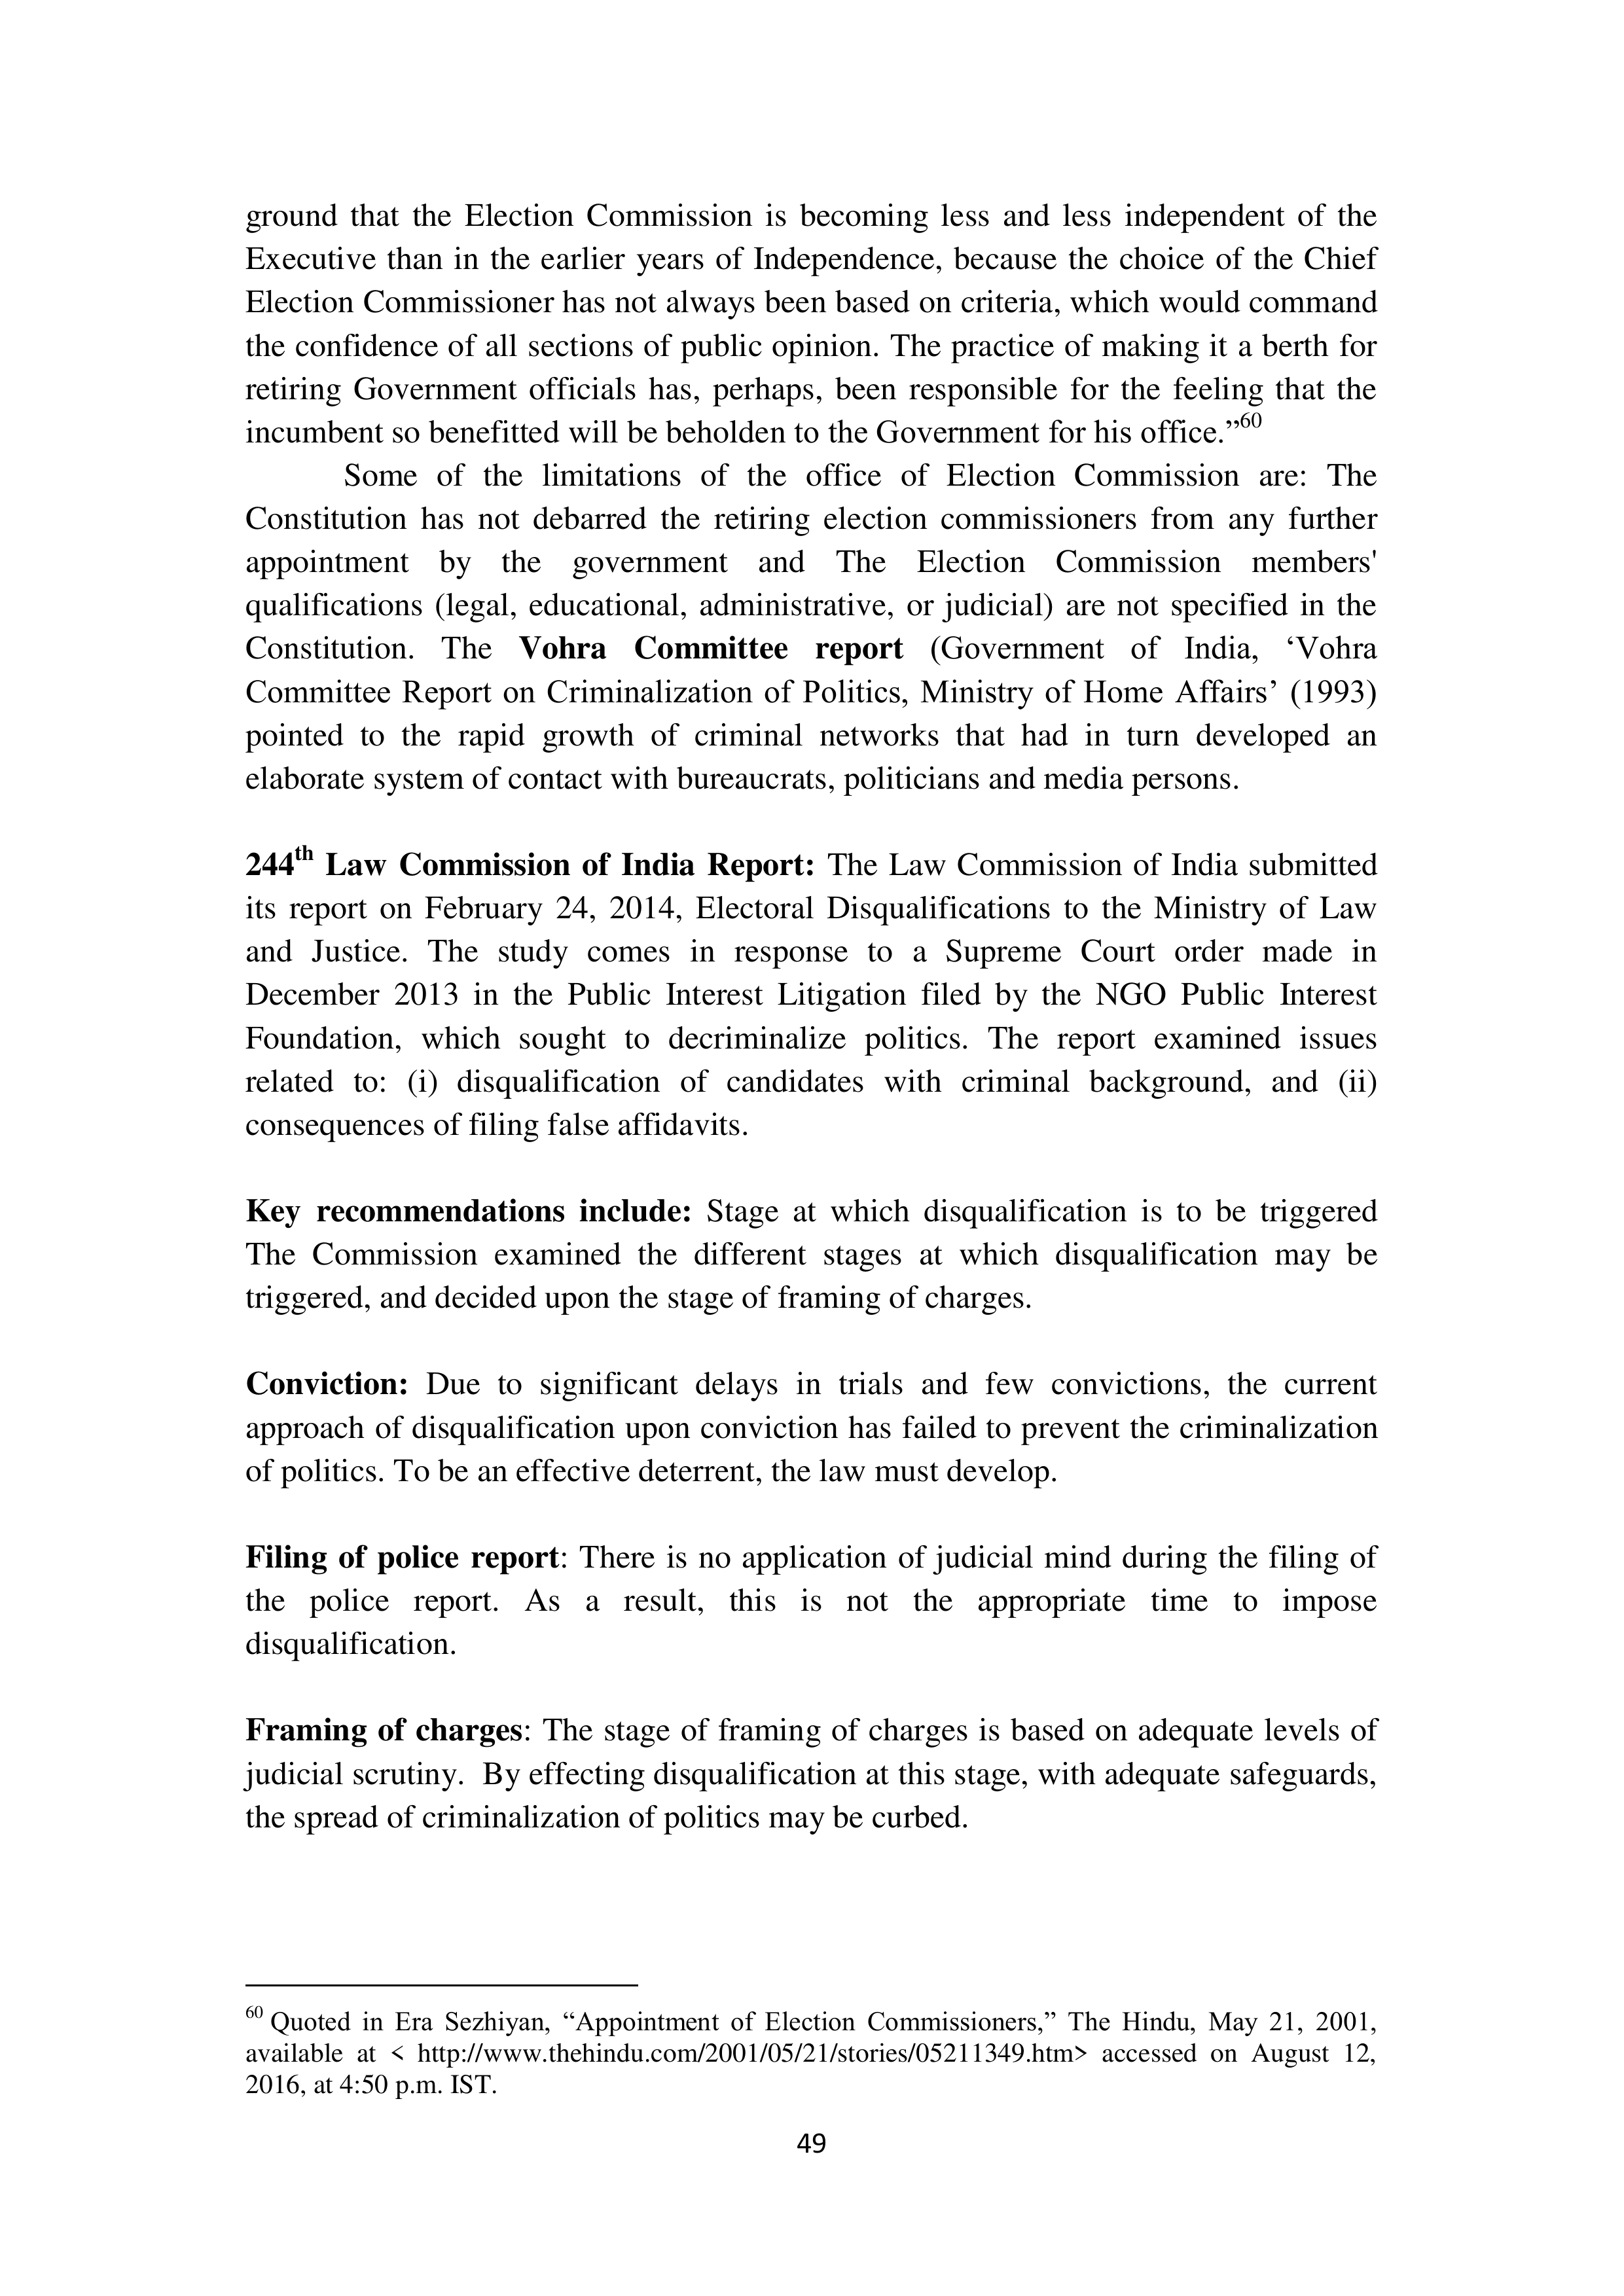 ground that the Election Commission is becoming less and less independent of the
Executive than in the earlier years of Independence, because the choice of the Chief
Election Commissioner has not always been based on criteria, which would command
the confidence of all sections of public opinion. The practice of making it a berth for
retiring Government officials has, perhaps, been responsible for the feeling that the
incumbent so benefitted will be beholden to the Government for his office.”60
Some of the limitations of the office of Election Commission are: The
Constitution has not debarred the retiring election commissioners from any further
appointment by the government and The Election Commission members'
qualifications (legal, educational, administrative, or judicial) are not specified in the
Constitution. The Vohra Committee report (Government of India, ‘Vohra
Committee Report on Criminalization of Politics, Ministry of Home Affairs’ (1993)
pointed to the rapid growth of criminal networks that had in turn developed an
elaborate system of contact with bureaucrats, politicians and media persons.
244th Law Commission of India Report: The Law Commission of India submitted
its report on February 24, 2014, Electoral Disqualifications to the Ministry of Law
and Justice. The study comes in response to a Supreme Court order made in
December 2013 in the Public Interest Litigation filed by the NGO Public Interest
Foundation, which sought to decriminalize politics. The report examined issues
related to: (i) disqualification of candidates with criminal background, and (ii)
consequences of filing false affidavits.
Key recommendations include: Stage at which disqualification is to be triggered
The Commission examined the different stages at which disqualification may be
triggered, and decided upon the stage of framing of charges.
Conviction: Due to significant delays in trials and few convictions, the current
approach of disqualification upon conviction has failed to prevent the criminalization
of politics. To be an effective deterrent, the law must develop.
Filing of police report: There is no application of judicial mind during the filing of
the police report. As a result, this is not the appropriate time to impose
disqualification.
Framing of charges: The stage of framing of charges is based on adequate levels of
judicial scrutiny. By effecting disqualification at this stage, with adequate safeguards,
the spread of criminalization of politics may be curbed.
60 Quoted in Era Sezhiyan, “Appointment of Election Commissioners,” The Hindu, May 21, 2001,
available at < http://www.thehindu.com/2001/05/21/stories/05211349.htm> accessed on August 12,
2016, at 4:50 p.m. IST.
49